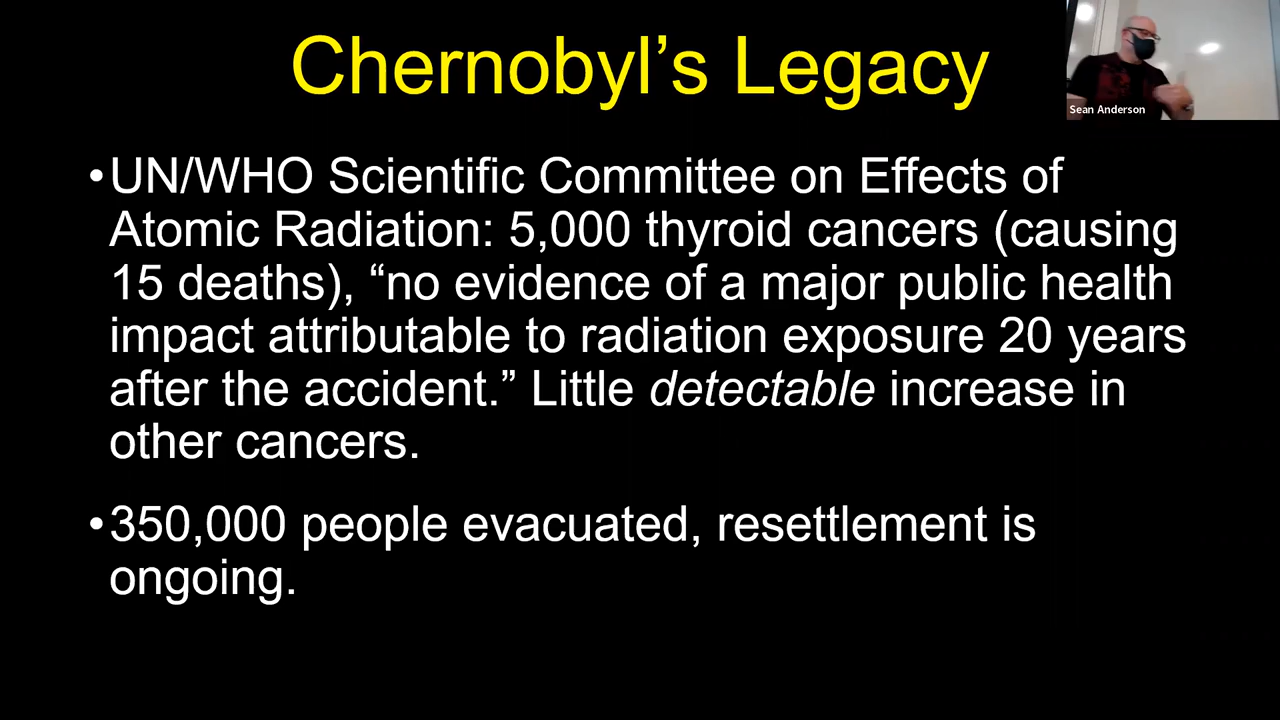 Chernobyl’s Legacy
Sean Anderson
•UN/WHO Scientific Committee on Effects of
Atomic Radiation: 5,000 thyroid cancers (causing
15 deaths), “no evidence of a major public health
impact attributable to radiation exposure 20 years
after the accident.” Little detectable increase in
other cancers.
•350,000 people evacuated, resettlement is
ongoing.